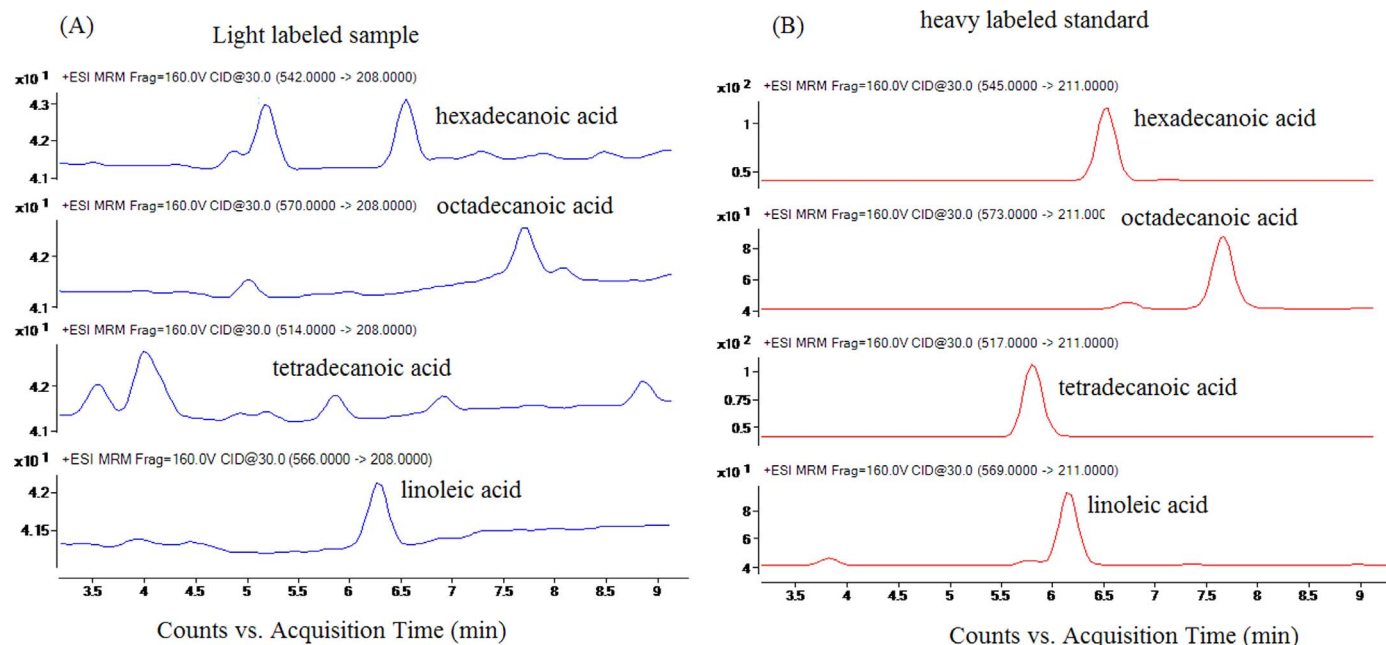 (A)
Light labeled sample
x10 1 +ESI MRM Frag=160.0V CID@30.0 (542.0000 -> 208.0000)
4.3
hexadecanoic acid
4.2
4.1
x10 1 +ESI MRM Frag=160.0V CID@30.0 (570.0000 -> 208.0000)
octadecanoic acid
4.2
4.1
x10 1 +ESI MRM Frag=160.0V CID@30.0 (514.0000 -> 208.0000)
tetradecanoic acid
4.2
4.1
x10 1 +ESI MRM Frag=160.0V CID@30.0 (566.0000 -> 208.0000)
4.2
linoleic acid
4.15
3.5 4 4.5 5 5.5 6 6.5 7 7.5 8 8.5 9
Counts vs. Acquisition Time (min)
(B)
heavy labeled standard
x10 2 +ESI MRM Frag=160.0V CID@30.0 (545.0000 -> 211.0000)
1
hexadecanoic acid
0.5
x10 1 +ESI MRM Frag=160.0V CID@30.0 (573.0000 -> 211.000
octadecanoic acid
8
6
4
x10 2 +ESI MRM Frag=160.0V CID@30.0 (517.0000 -> 211.0000)
1
tetradecanoic acid
0.75
0.5
x10 1 +ESI MRM Frag=160.0V CID@30.0 (569.0000 -> 211.0000)
8
linoleic acid
6
4
3.5 4 4.5 5 5.5 6 6.5 7 7.5 8 8.5 9
Counts vs. Acquisition Time (min)